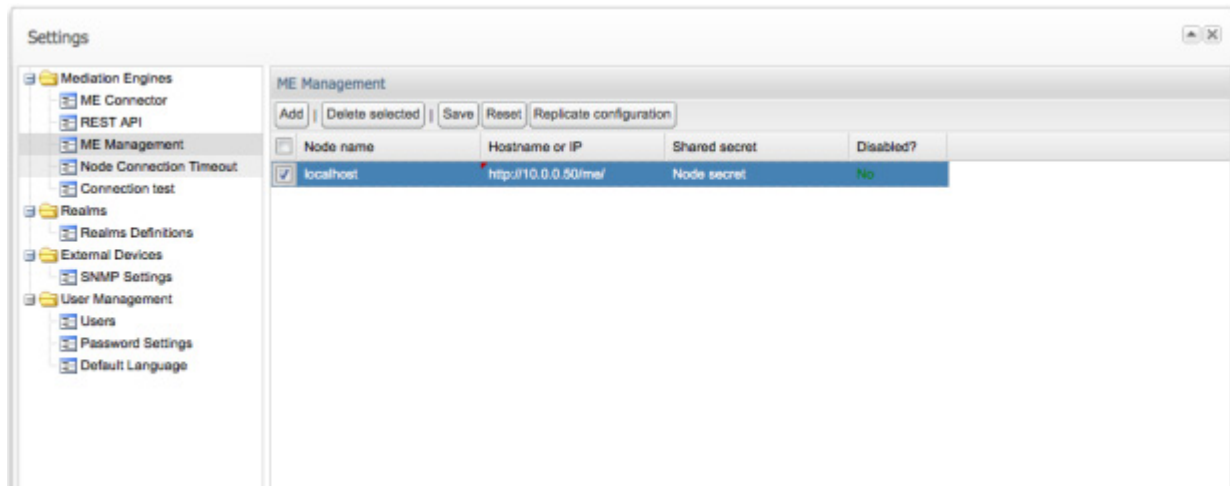 Settings
Mediation Engines
ME Connector
REST API
ME Management
Node Connection Timeout
Connection test
Realms
Realms Definitions
External Devices
SNMP Settings
User Management
Users
Password Settings
Default Language
ME Management
Add | Delete selected | Save Reset Replicate configuration
Node name Hostname or IP Shared secret Disabled?
localhost http://10.0.0.50/me/ Node secret No